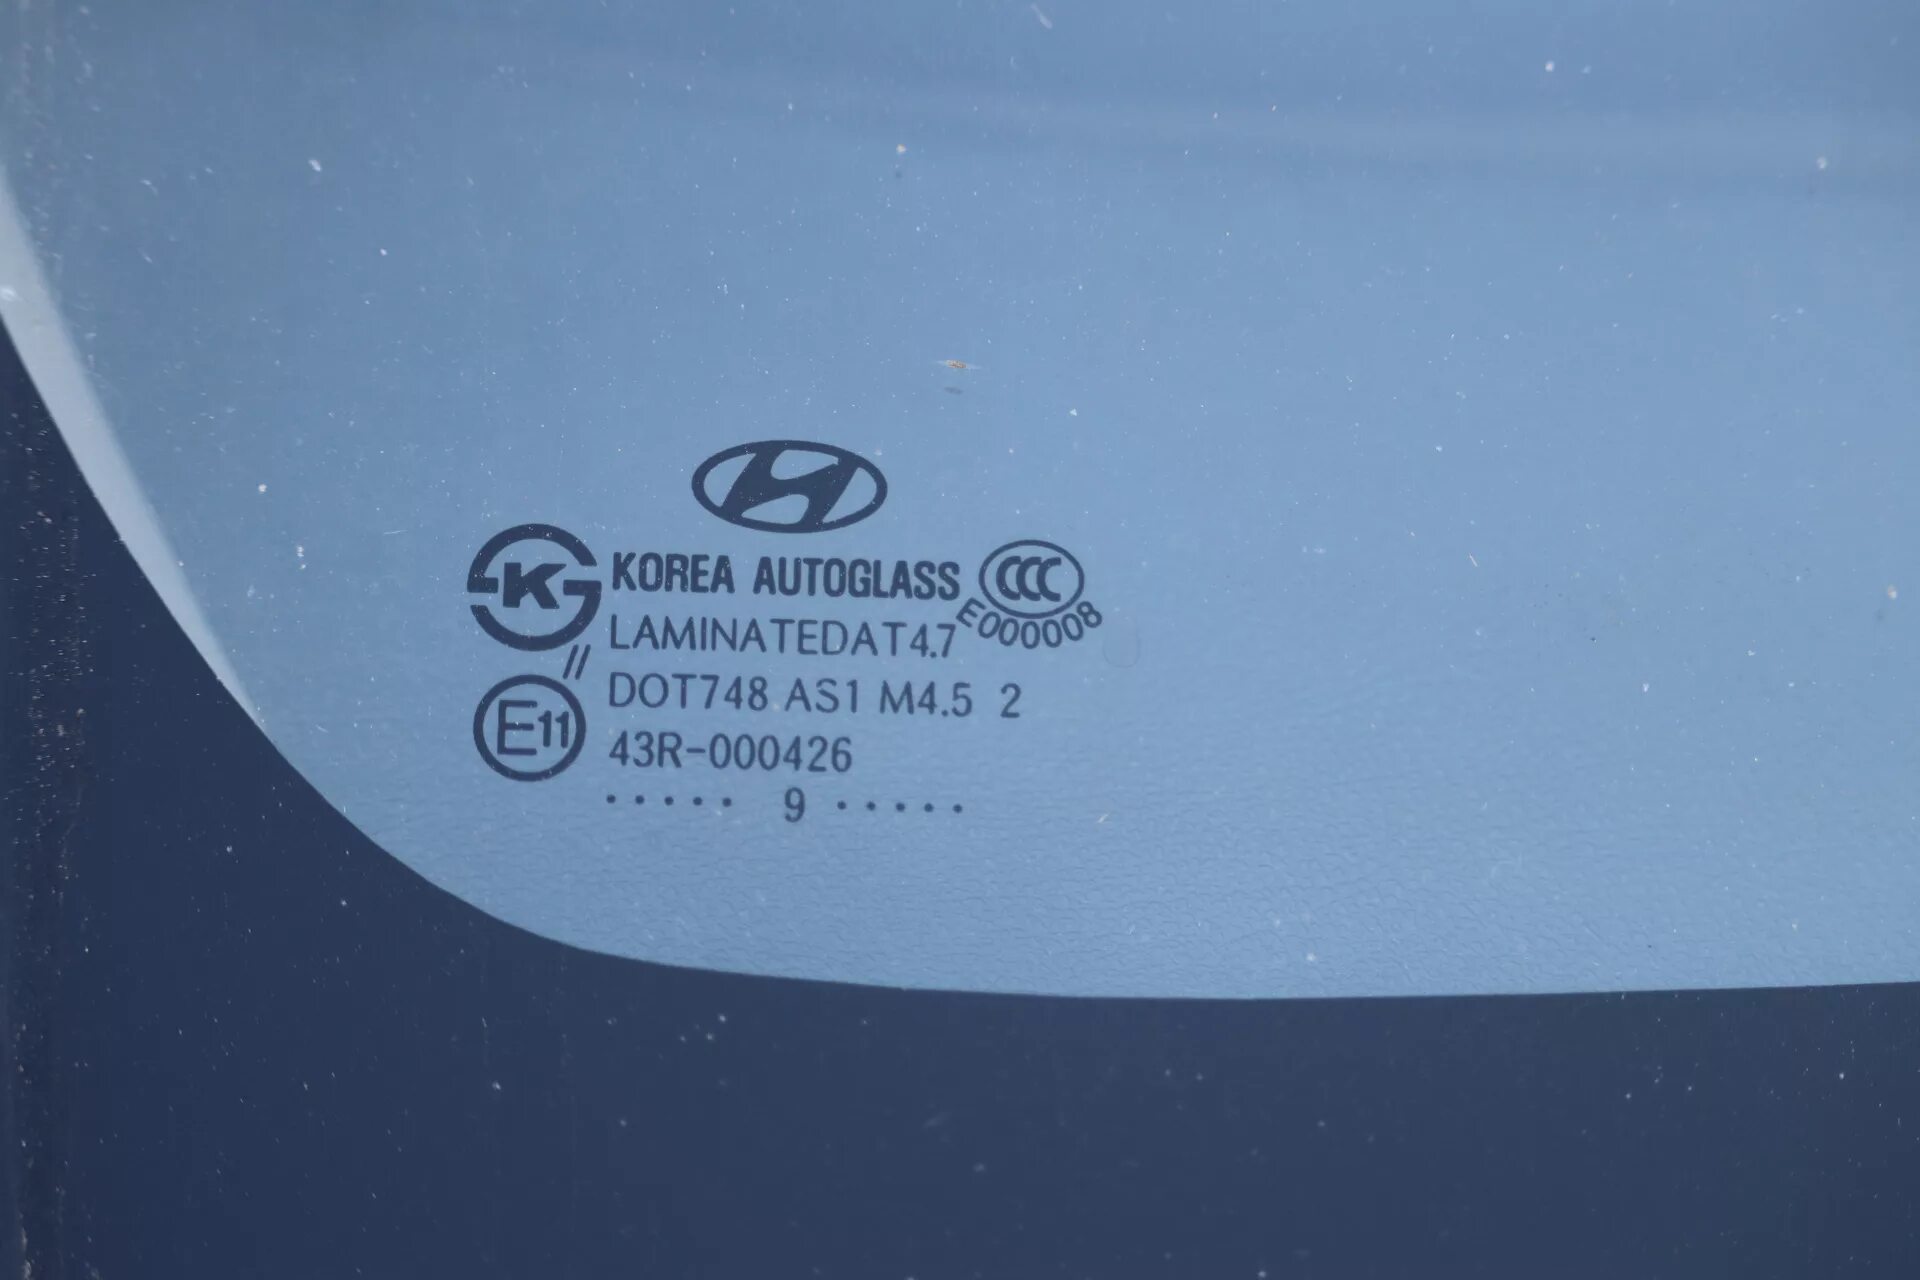 K
KOREA AUTOGLASS
CCC
E000008
LAMINATEDAT4.7
//
DOT748 AS1 M4.5 2
E11
43R-000426
····· 9 ·····